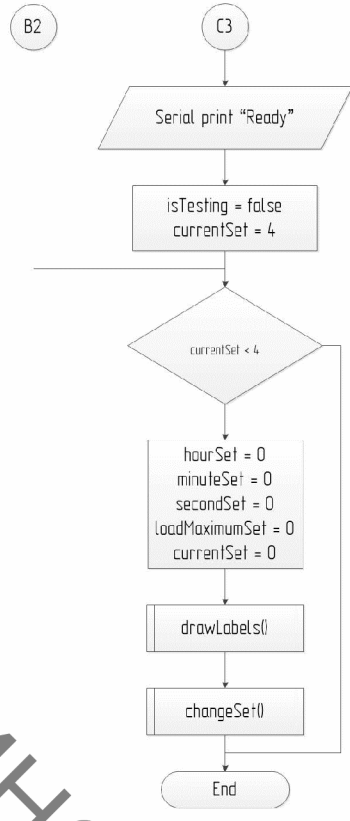 B2
C3
Serial print “Ready”
isTesting = false
currentSet = 4
currentSet < 4
hourSet = 0
minuteSet = 0
secondSet = 0
loadMaximumSet = 0
currentSet = 0
drawLabels()
changeSet()
End